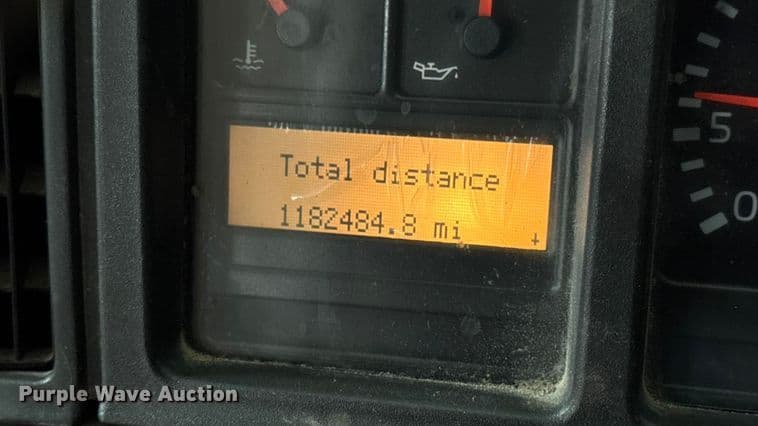 Total distance
1182484.8 mi
5
0
Purple Wave Auction